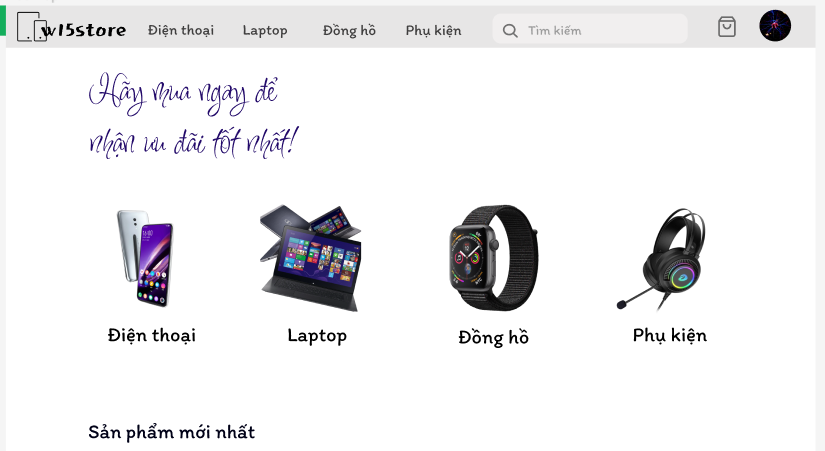 w15store Điện thoại Laptop Đồng hồ Phụ kiện Tìm kiếm
Hãy mua ngay để
nhận ưu đãi tốt nhất!
Điện thoại Laptop Đồng hồ Phụ kiện
Sản phẩm mới nhất